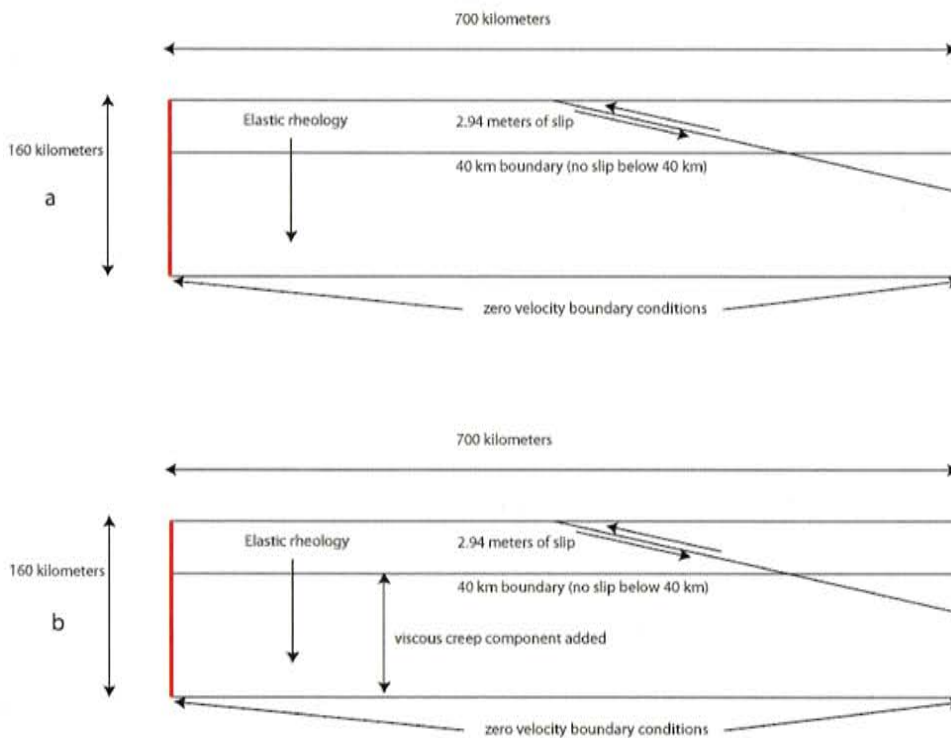 700 kilometers
Elastic rheology
2.94 meters of slip
160 kilometers
40 km boundary (no slip below 40 km)
a
zero velocity boundary conditions
700 kilometers
Elastic rheology
2.94 meters of slip
160 kilometers
40 km boundary (no slip below 40 km)
b
viscous creep component added
zero velocity boundary conditions